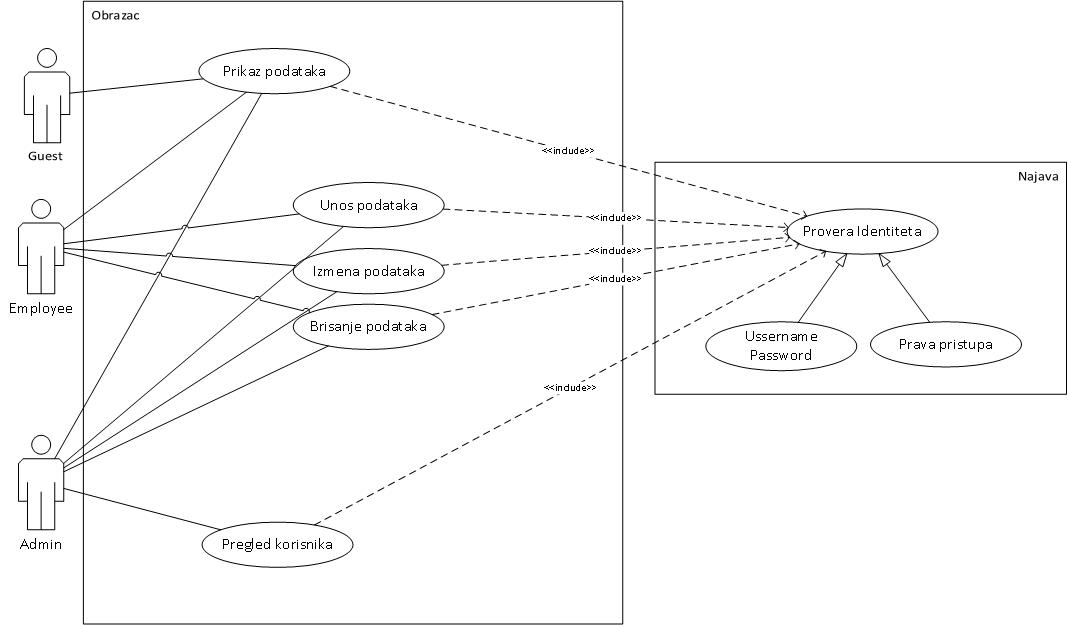 Obrazac
Prikaz podataka
Guest
<<include>>
Najava
Unos podataka
<<include>>
Provera Identiteta
Employee
Izmena podataka
<<include>>
<<include>>
Brisanje podataka
Ussername
Password
Prava pristupa
<<include>>
Admin
Pregled korisnika